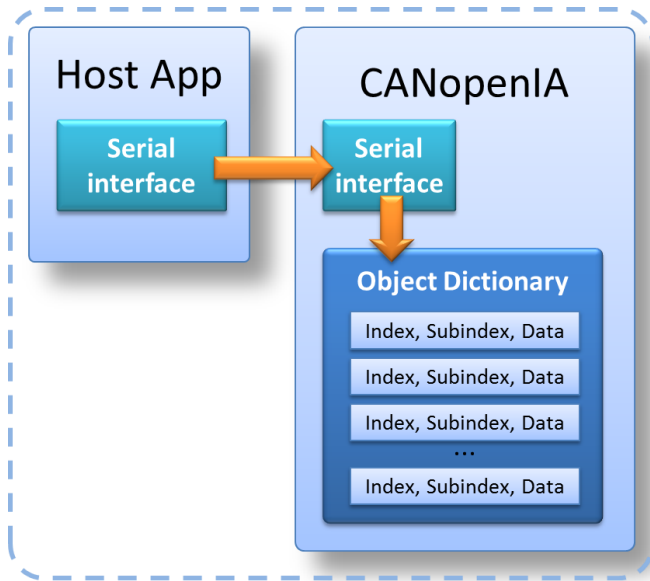 Host App
Serial
interface
CANopenIA
Serial
interface
Object Dictionary
Index, Subindex, Data
Index, Subindex, Data
Index, Subindex, Data
...
Index, Subindex, Data